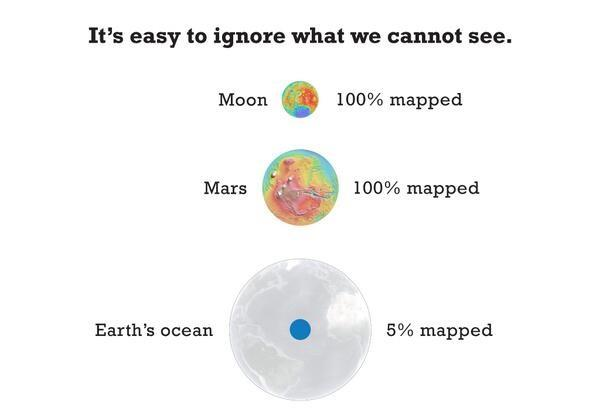 It's easy to ignore what we cannot see.
Moon 100% mapped
Mars 100% mapped
Earth's ocean 5% mapped